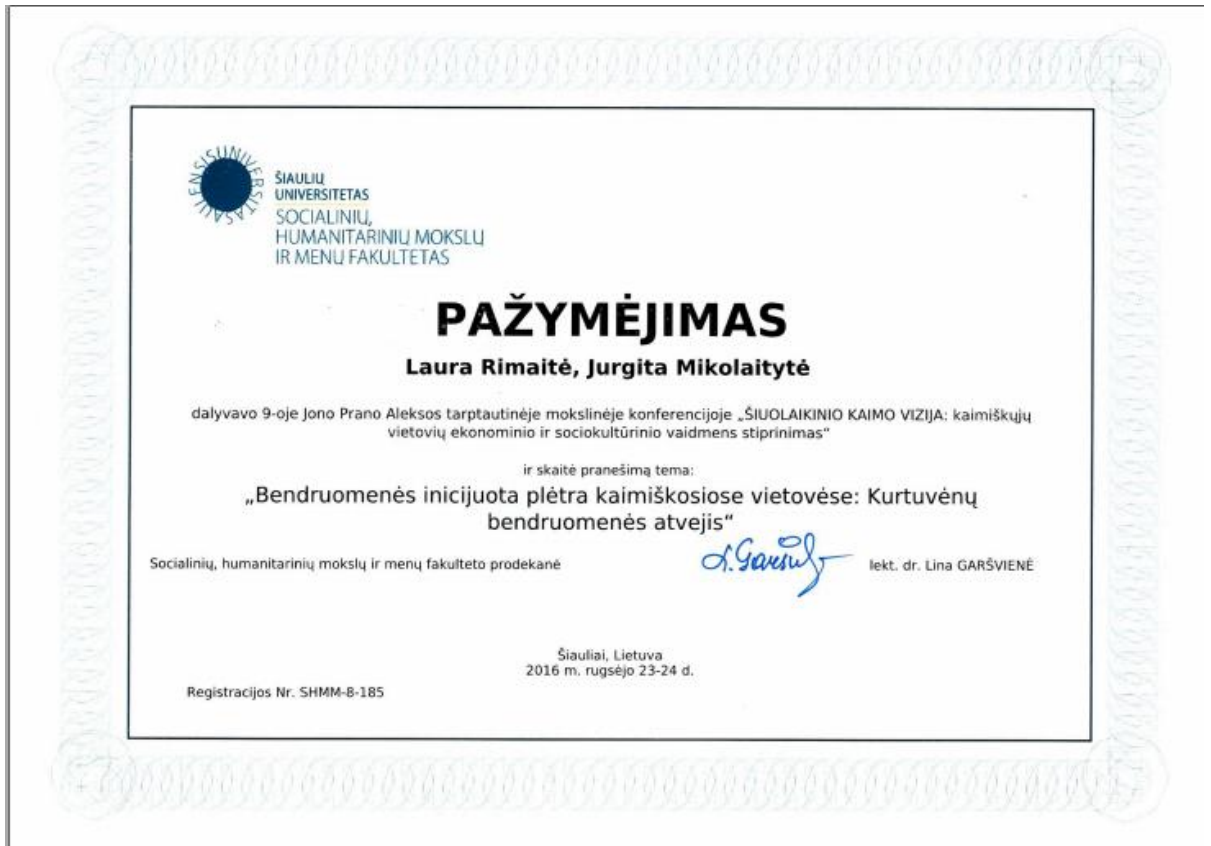 SAULENSIS UNIVERSITAS
ŠIAULIŲ
UNIVERSITETAS
SOCIALINIŲ,
HUMANITARINIŲ MOKSLŲ
IR MENŲ FAKULTETAS
PAŽYMĖJIMAS
Laura Rimaitė, Jurgita Mikolaitytė
dalyvavo 9-oje Jono Prano Aleksos tarptautinėje mokslinėje konferencijoje „ŠIUOLAIKINIO KAIMO VIZIJA: kaimiškųjų
vietovių ekonominio ir sociokultūrinio vaidmens stiprinimas“
ir skaitė pranešimą tema:
„Bendruomenės inicijuota plėtra kaimiškosiose vietovėse: Kurtuvėnų
bendruomenės atvejis“
Socialinių, humanitarinių mokslų ir menų fakulteto prodekanė
lekt. dr. Lina GARŠVIENĖ
Šiauliai, Lietuva
2016 m. rugsėjo 23-24 d.
Registracijos Nr. SHMM-8-185